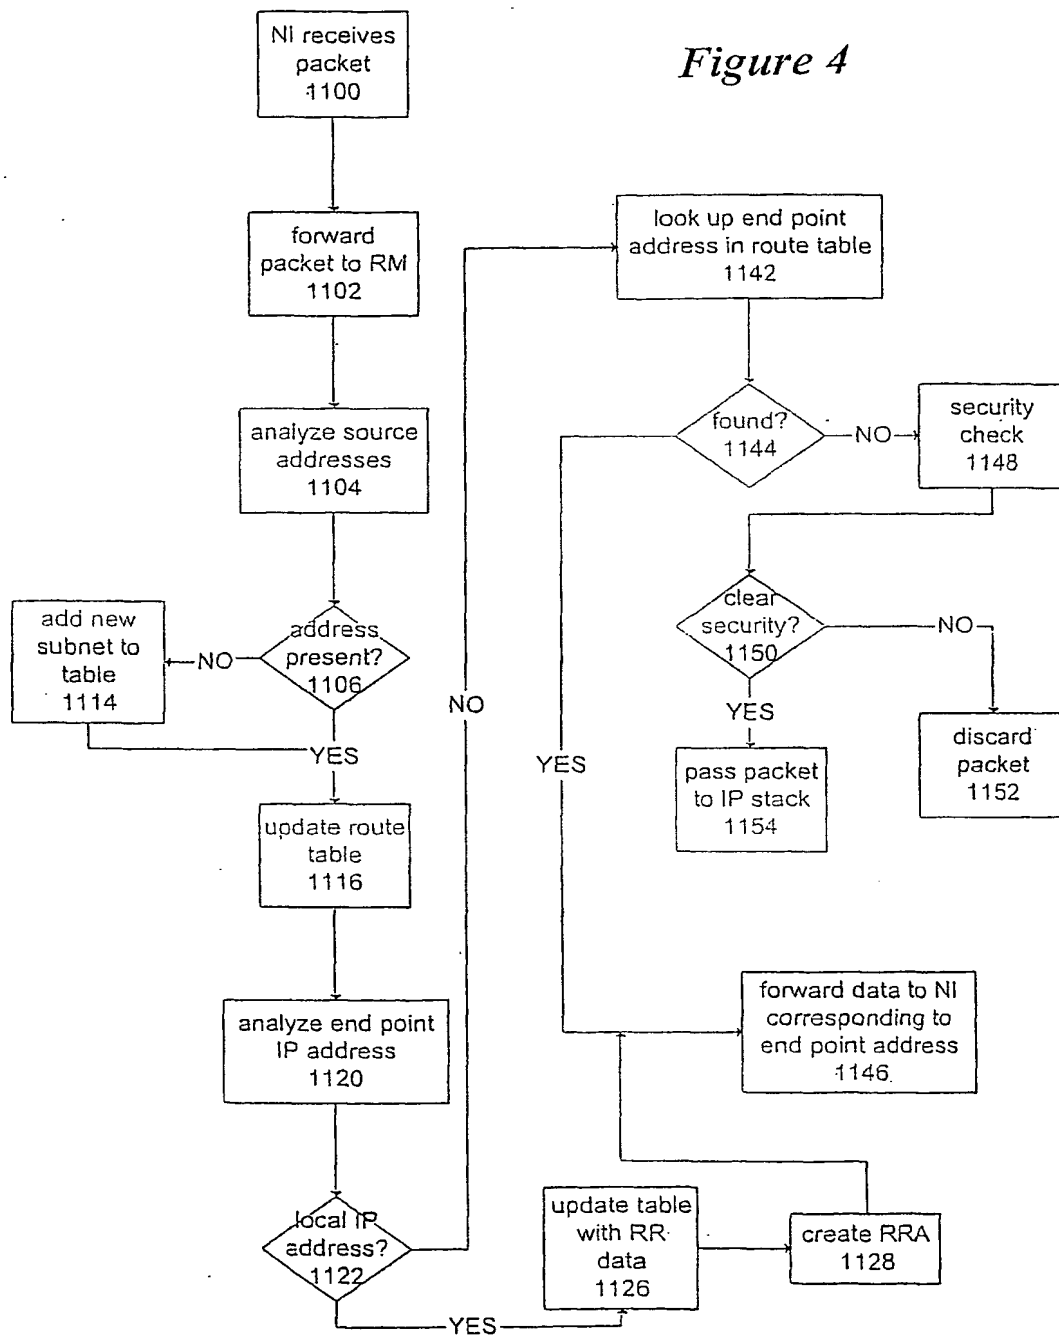 Figure 4
NI receives
packet
1100
forward
packet to RM
1102
analyze source
addresses
1104
address
present?
1106
NO
add new
subnet to
table
1114
YES
update route
table
1116
analyze end point
IP address
1120
local IP
address?
1122
NO
YES
look up end point
address in route table
1142
found?
1144
NO
security
check
1148
clear
security?
1150
NO
YES
discard
packet
1152
pass packet
to IP stack
1154
YES
forward data to NI
corresponding to
end point address
1146
update table
with RR
data
1126
create RRA
1128